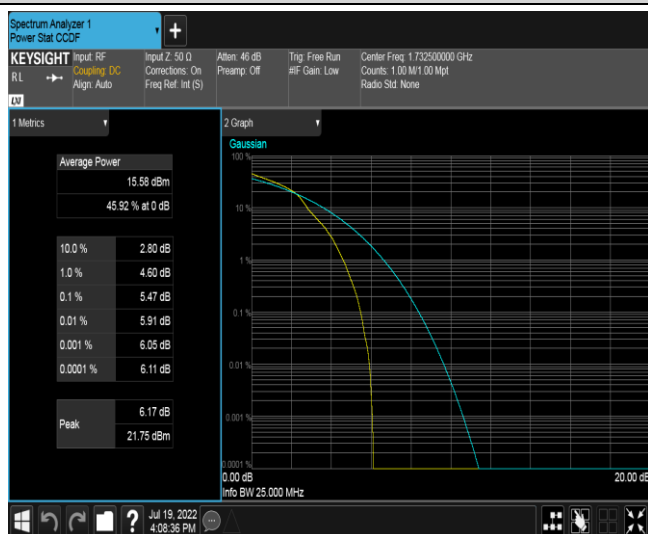 Spectrum Analyzer 1
Power Stat CCDF
+
KEYSIGHT
RL
LXI
Input: RF
Coupling: DC
Align: Auto
Input Z: 50 Ω
Corrections: On
Freq Ref: Int (S)
Atten: 46 dB
Preamp: Off
Trig: Free Run
#IF Gain: Low
Center Freq: 1.732500000 GHz
Counts: 1.00 M/1.00 Mpt
Radio Std: None
1 Metrics
Average Power
15.58 dBm
45.92 % at 0 dB
10.0 % 2.80 dB
1.0 % 4.60 dB
0.1 % 5.47 dB
0.01 % 5.91 dB
0.001 % 6.05 dB
0.0001 % 6.11 dB
Peak
6.17 dB
21.75 dBm
2 Graph
Gaussian
100 %
10 %
1 %
0.1 %
0.01 %
0.001 %
0.0001 %
0.00 dB 20.00 dB
Info BW 25.000 MHz
?
Jul 19, 2022
4:08:36 PM